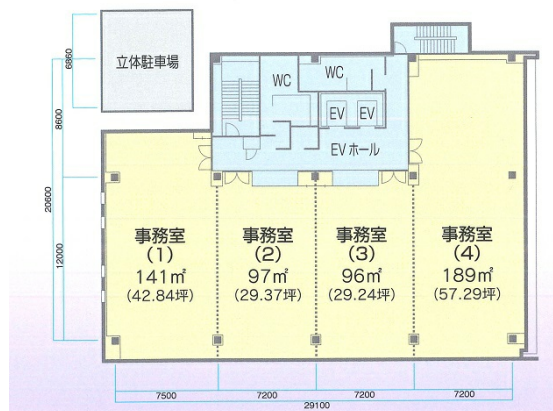 立体駐車場
WC
WC
EV
EV
EVホール
事務室
(1)
141㎡
(42.84坪)
事務室
(2)
97㎡
(29.37坪)
事務室
(3)
96㎡
(29.24坪)
事務室
(4)
189㎡
(57.29坪)
6860
8600
20600
12000
7500
7200
7200
7200
29100